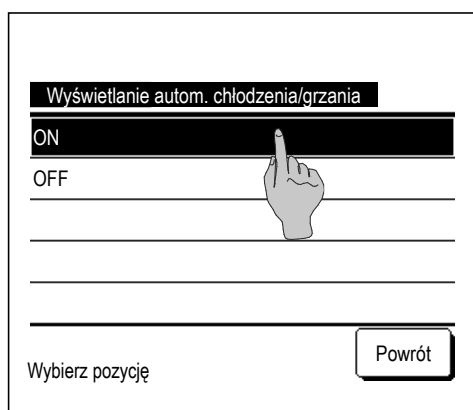 Wyświetlanie autom. chłodzenia/grzania
ON
OFF
Wybierz pozycję
Powrót